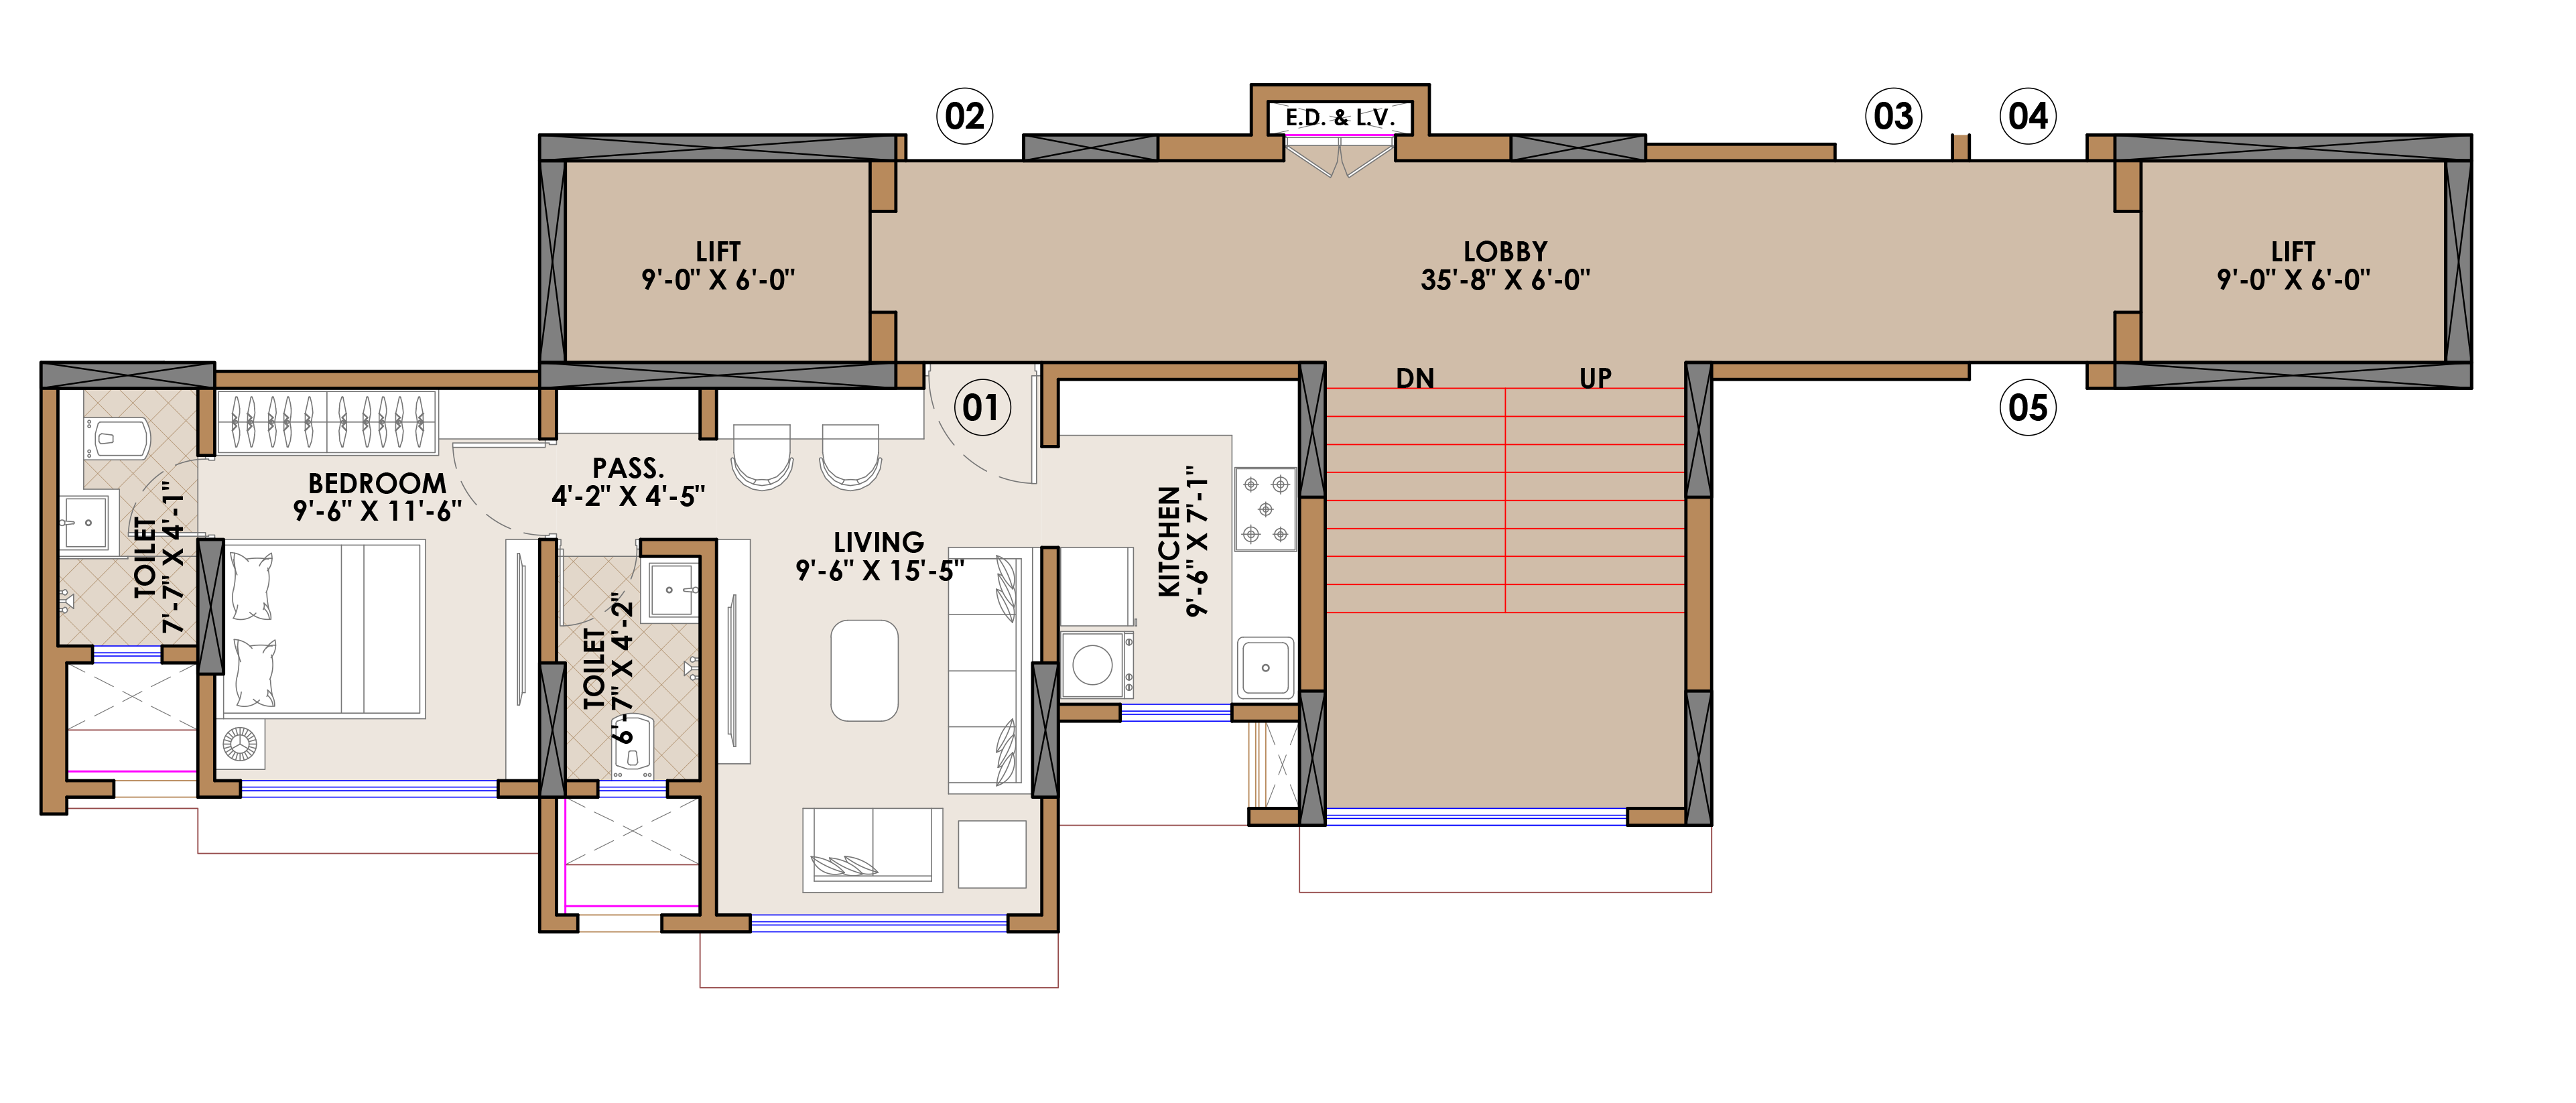 02
E.D. & L.V.
03
04
LIFT
9'-0" X 6'-0"
LOBBY
35'-8" X 6'-0"
LIFT
9'-0" X 6'-0"
DN
UP
01
05
BEDROOM
9'-6" X 11'-6"
PASS.
4'-2" X 4'-5"
LIVING
9'-6" X 15'-5"
KITCHEN
9'-6" X 7'-1"
TOILET
7'-7" X 4'-1"
TOILET
6'-7" X 4'-2"